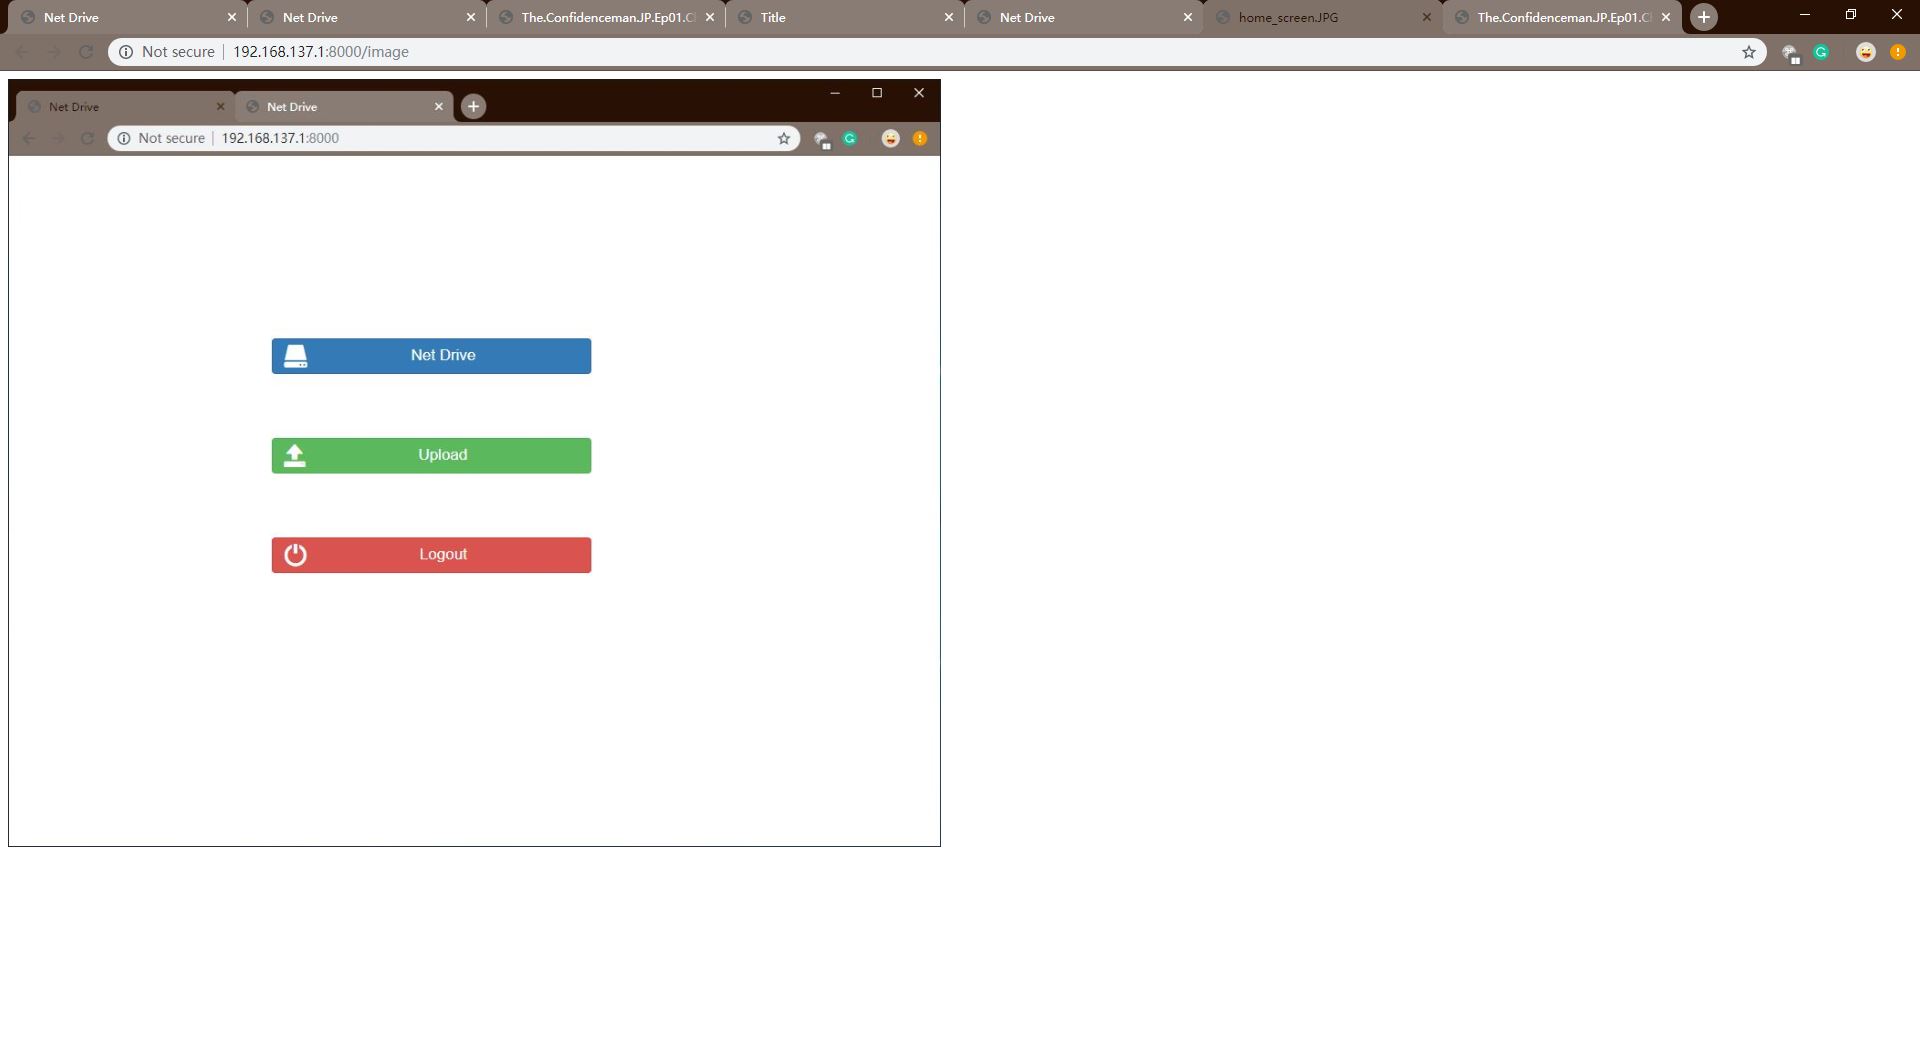 Net Drive
Net Drive
The.Confidenceman.JP.Ep01.C
Title
Net Drive
home_screen.JPG
The.Confidenceman.JP.Ep01.C
Not secure 192.168.137.1:8000/image
Net Drive
Net Drive
Not secure 192.168.137.1:8000
Net Drive
Upload
Logout